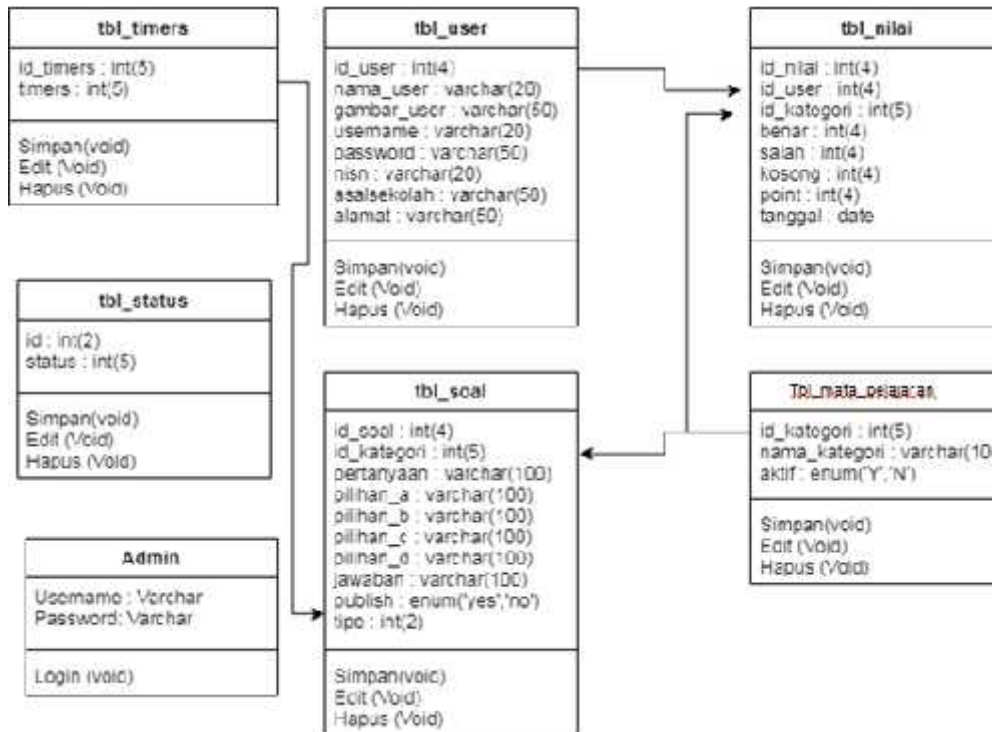 tbl_timers
id_timers : int(5)
timers : int(5)
Simpan(void)
Edit (Void)
Hapus (Void)
tbl_user
id_user : int(4)
nama_user : varchar(20)
gambar_user : varchar(50)
username : varchar(20)
password : varchar(50)
nisn : varchar(20)
asalsekolah : varchar(50)
alamat : varchar(50)
Simpan(void)
Edit (Void)
Hapus (Void)
tbl_nilai
id_nilai : int(4)
id_user : int(4)
id_kategori : int(5)
benar : int(4)
salah : int(4)
kosong : int(4)
point : int(4)
tanggal : date
Simpan(void)
Edit (Void)
Hapus (Void)
tbl_status
id : int(2)
status : int(5)
Simpan(void)
Edit (Void)
Hapus (Void)
tbl_soal
id_soal : int(4)
id_kategori : int(5)
pertanyaan : varchar(100)
pilihan_a : varchar(100)
pilihan_b : varchar(100)
pilihan_c : varchar(100)
pilihan_d : varchar(100)
jawaban : varchar(100)
publish : enum('yes','no')
tipe : int(2)
Simpan(void)
Edit (Void)
Hapus (Void)
Tbl_mata_pelajaran
id_kategori : int(5)
nama_kategori : varchar(100
aktif : enum('Y','N')
Simpan(void)
Edit (Void)
Hapus (Void)
Admin
Username : Varchar
Password: Varchar
Login (void)